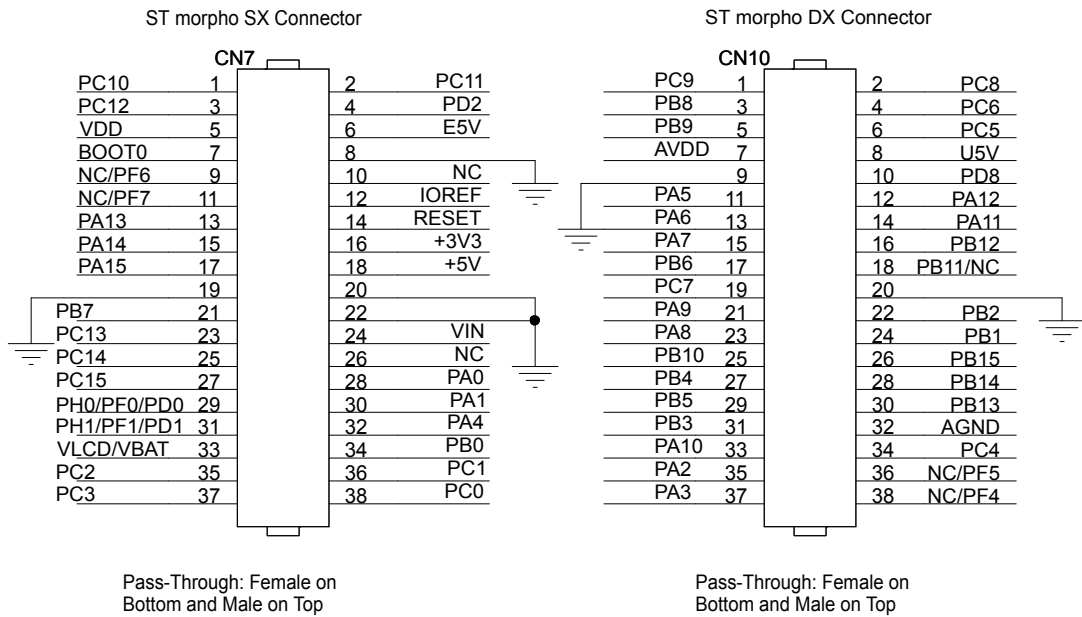 ST morpho SX Connector
CN7
PC10 1 2 PC11
PC12 3 4 PD2
VDD 5 6 E5V
BOOT0 7 8
NC/PF6 9 10 NC
NC/PF7 11 12 IOREF
PA13 13 14 RESET
PA14 15 16 +3V3
PA15 17 18 +5V
19 20
PB7 21 22
PC13 23 24 VIN
PC14 25 26 NC
PC15 27 28 PA0
PH0/PF0/PD0 29 30 PA1
PH1/PF1/PD1 31 32 PA4
VLCD/VBAT 33 34 PB0
PC2 35 36 PC1
PC3 37 38 PC0
Pass-Through: Female on
Bottom and Male on Top
ST morpho DX Connector
CN10
PC9 1 2 PC8
PB8 3 4 PC6
PB9 5 6 PC5
AVDD 7 8 U5V
9 10 PD8
PA5 11 12 PA12
PA6 13 14 PA11
PA7 15 16 PB12
PB6 17 18 PB11/NC
PC7 19 20
PA9 21 22 PB2
PA8 23 24 PB1
PB10 25 26 PB15
PB4 27 28 PB14
PB5 29 30 PB13
PB3 31 32 AGND
PA10 33 34 PC4
PA2 35 36 NC/PF5
PA3 37 38 NC/PF4
Pass-Through: Female on
Bottom and Male on Top